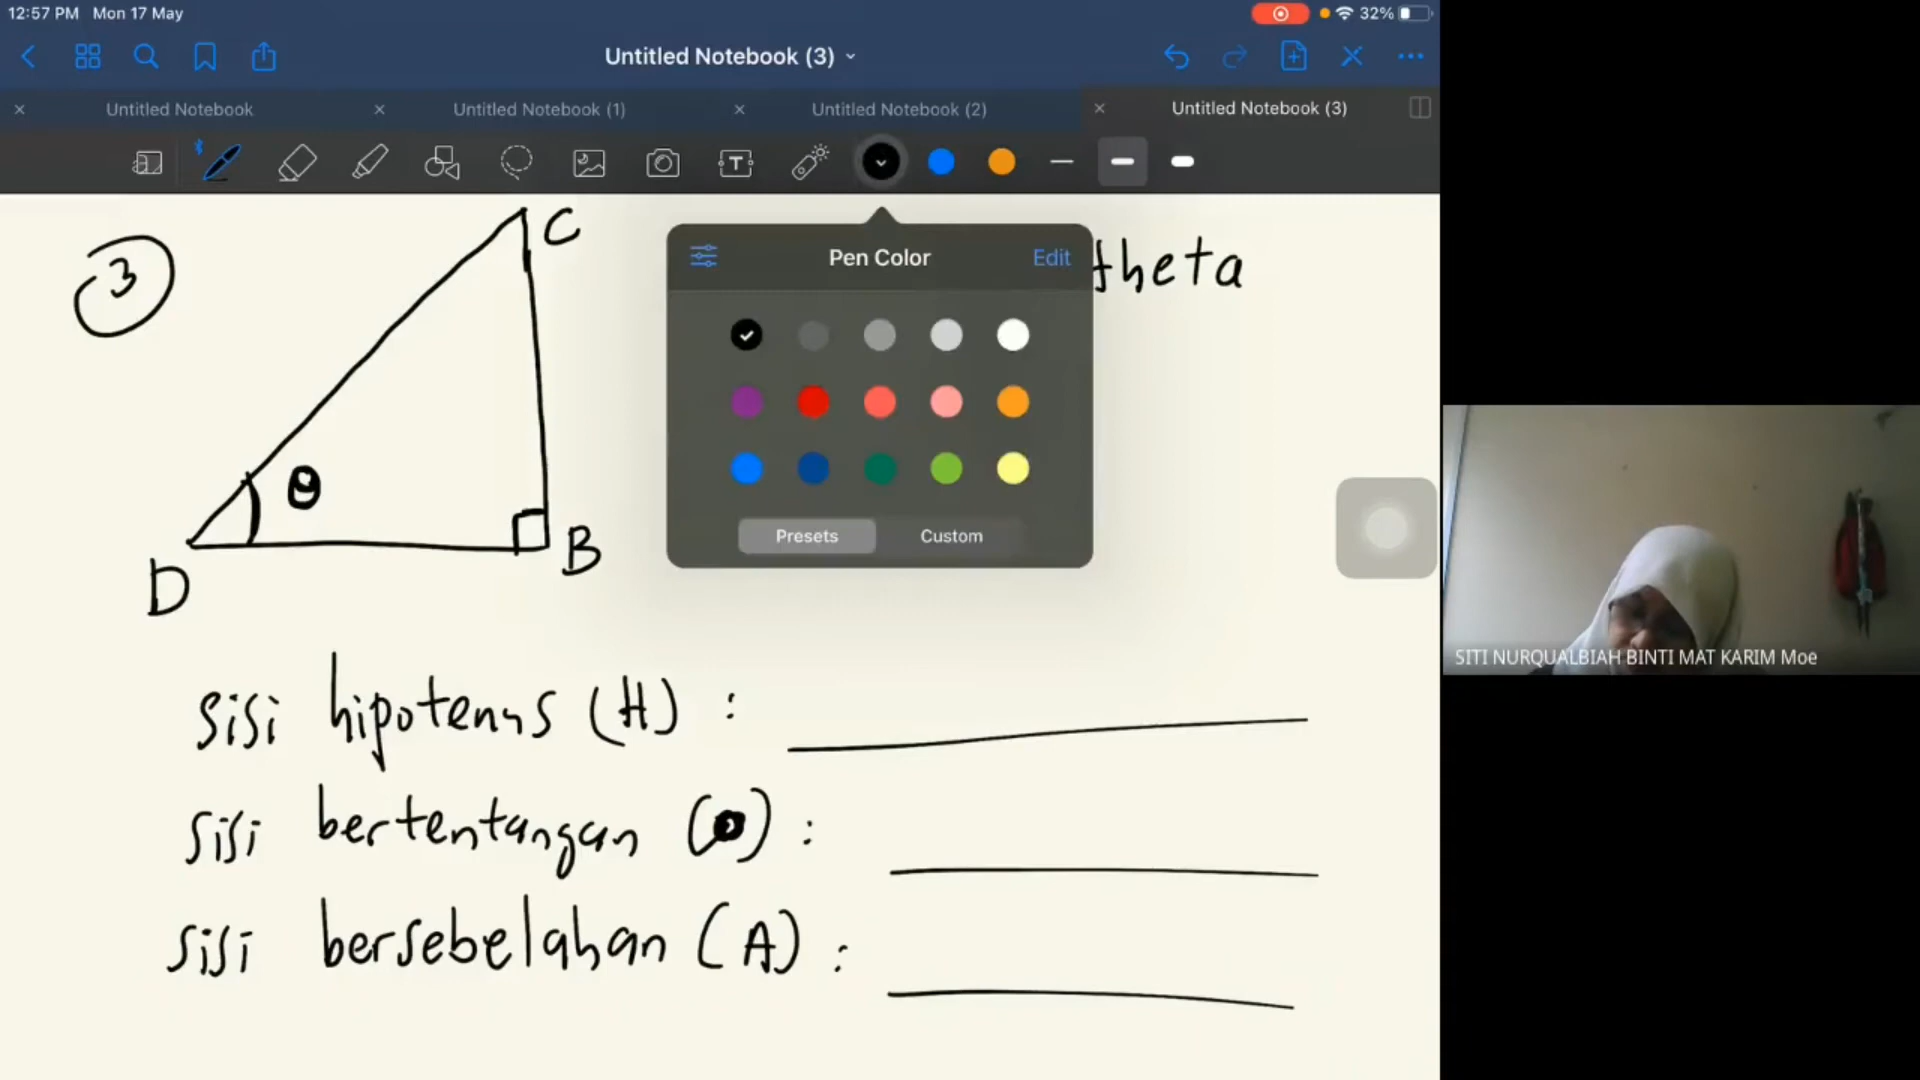 12:57 PM Mon 17 May
32%
Untitled Notebook (3)
Untitled Notebook
Untitled Notebook (1)
Untitled Notebook (2)
Untitled Notebook (3)
T
3
C
Pen Color
Edit
theta
θ
D
B
Presets
Custom
sisi hipotenus (H) :
sisi bertentangan (O) :
sisi bersebelahan (A) :
SITI NURQUALBIAH BINTI MAT KARIM Moe